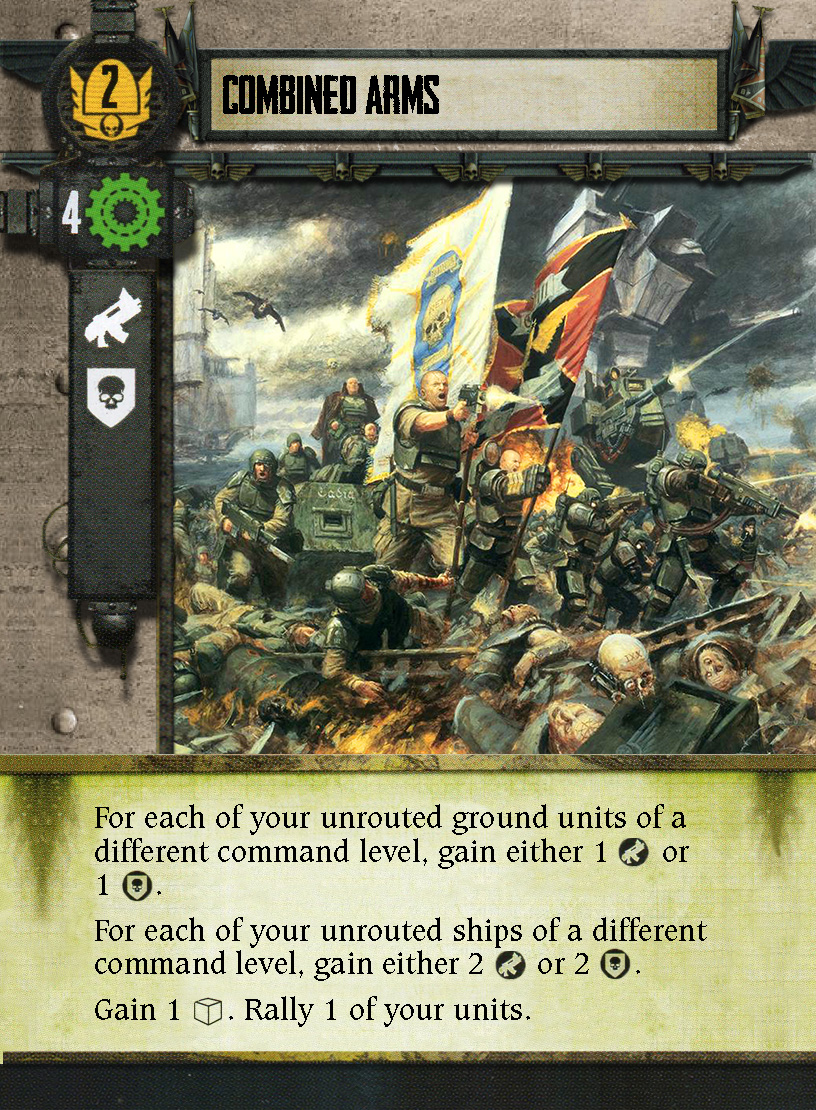 2
COMBINED ARMS
4
Cadia
For each of your unrouted ground units of a
different command level, gain either 1 or
1 .
For each of your unrouted ships of a different
command level, gain either 2 or 2 .
Gain 1 . Rally 1 of your units.